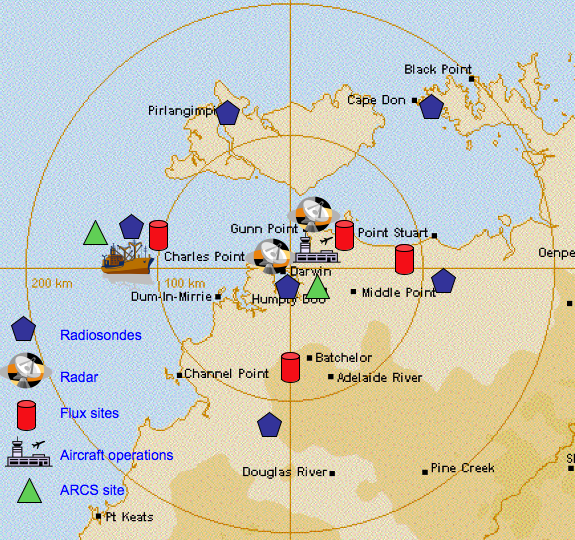 Black Point
Cape Don
Pirlangimpi
Gunn Point
Point Stuart
Charles Point
Oenpe
Darwin
200 km
100 km
Dum-In-Mirrie
Humpty Doo
Middle Point
Radiosondes
Batchelor
Radar
Channel Point
Adelaide River
Flux sites
Aircraft operations
Douglas River
Pine Creek
ARCS site
Pt Keats